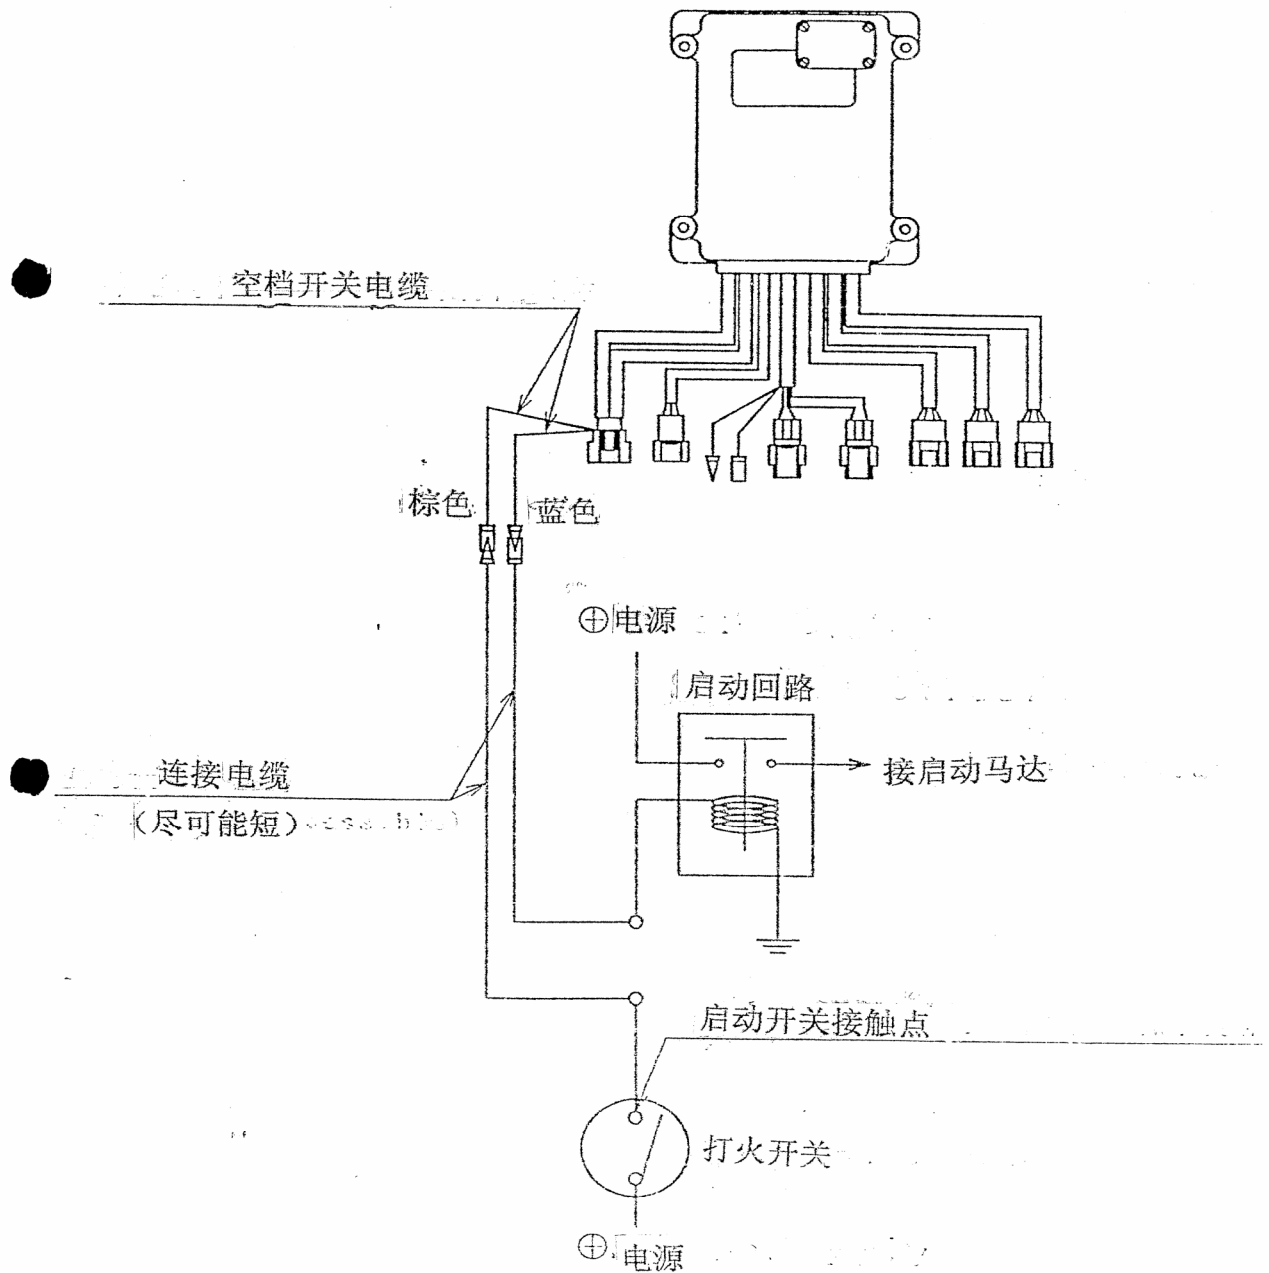 空档开关电缆
棕色
蓝色
⊕电源
启动回路
连接电缆
接启动马达
（尽可能短）
启动开关接触点
打火开关
⊕电源